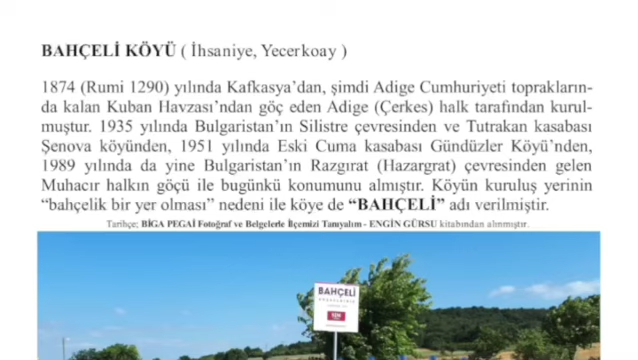 BAHÇELİ KÖYÜ ( İhsaniye, Yecerkoay )
1874 (Rumi 1290) yılında Kafkasya’dan, şimdi Adige Cumhuriyeti toprakların-
da kalan Kuban Havzası’ndan göç eden Adige (Çerkes) halk tarafından kurul-
muştur. 1935 yılında Bulgaristan’ın Silistre çevresinden ve Tutrakan kasabası
Şenova köyünden, 1951 yılında Eski Cuma kasabası Gündüzler Köyü’nden,
1989 yılında da yine Bulgaristan’ın Razgırat (Hazargrat) çevresinden gelen
Muhacır halkın göçü ile bugünkü konumunu almıştır. Köyün kuruluş yerinin
“bahçelik bir yer olması” nedeni ile köye de “BAHÇELİ” adı verilmiştir.
Tarihçe; BİGA PEGAİ Fotoğraf ve Belgelerle İlçemizi Tanıyalım - ENGİN GÜRSU kitabından alınmıştır.
BAHÇELİ